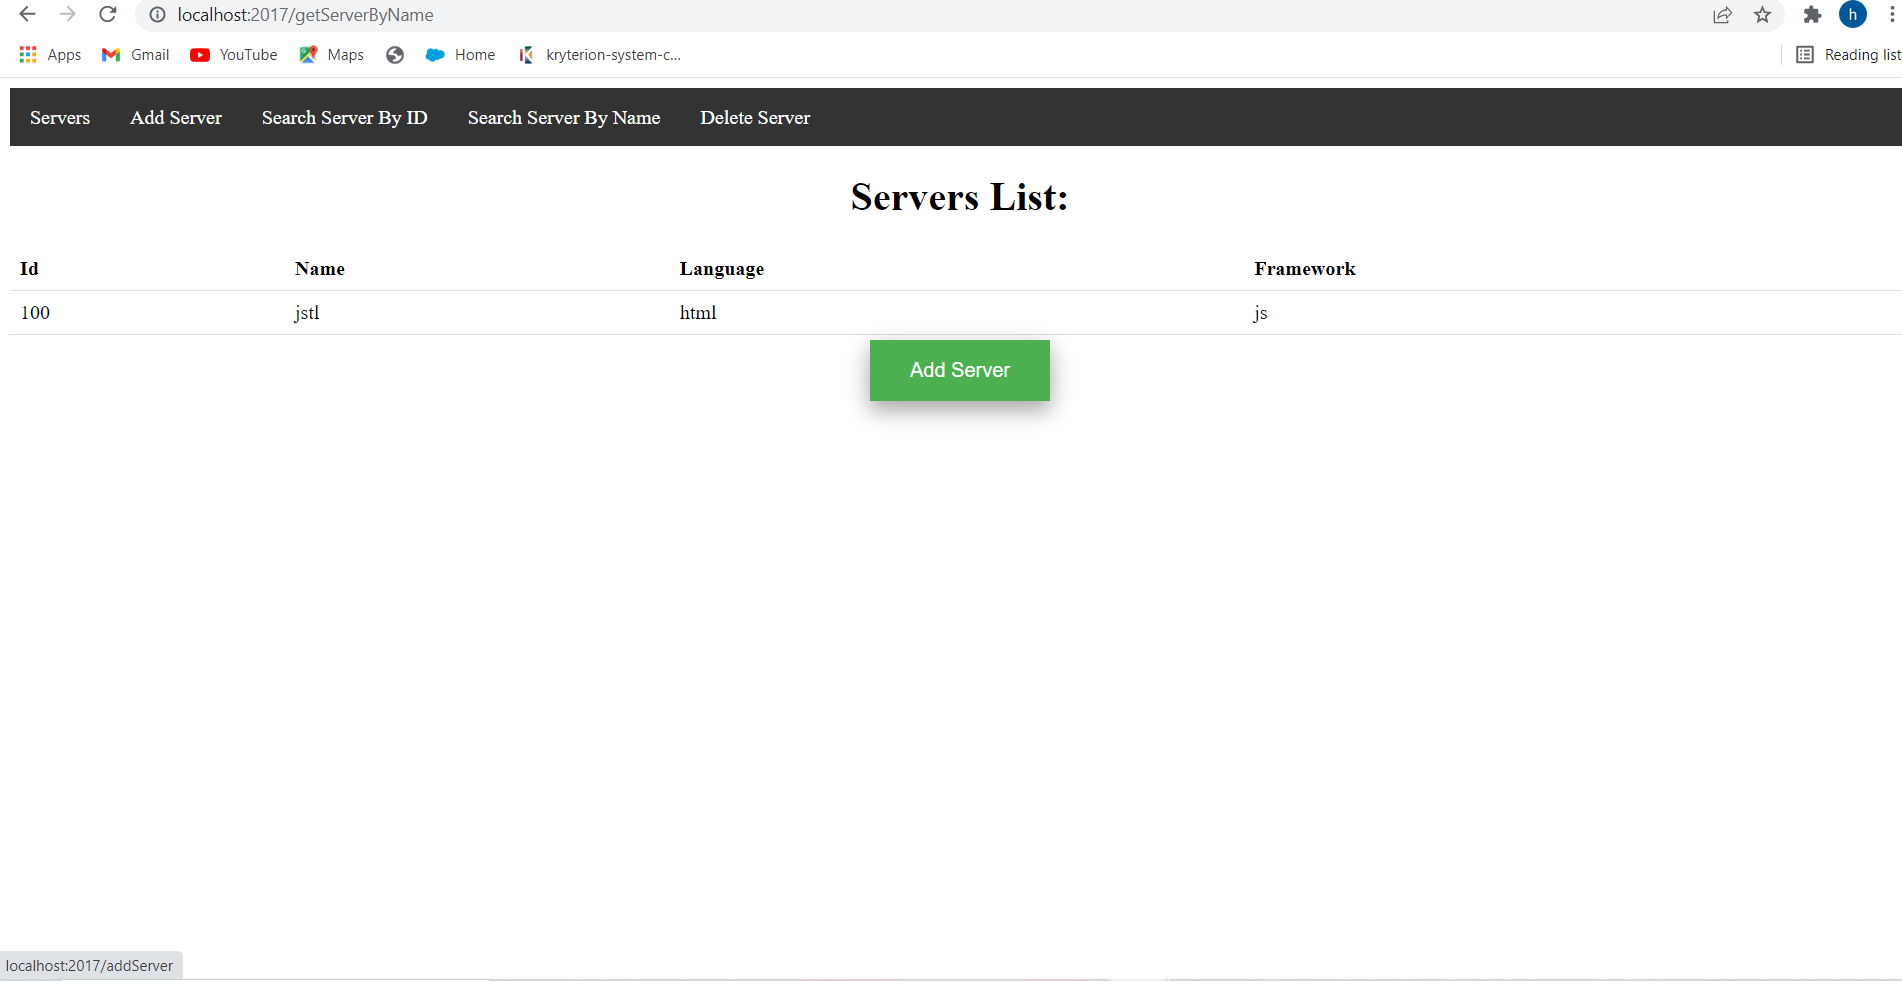 localhost:2017/getServerByName
Apps Gmail YouTube Maps Home kryterion-system-c... Reading list
h
Servers Add Server Search Server By ID Search Server By Name Delete Server
Servers List:
Id Name Language Framework
100 jstl html js
Add Server
localhost:2017/addServer